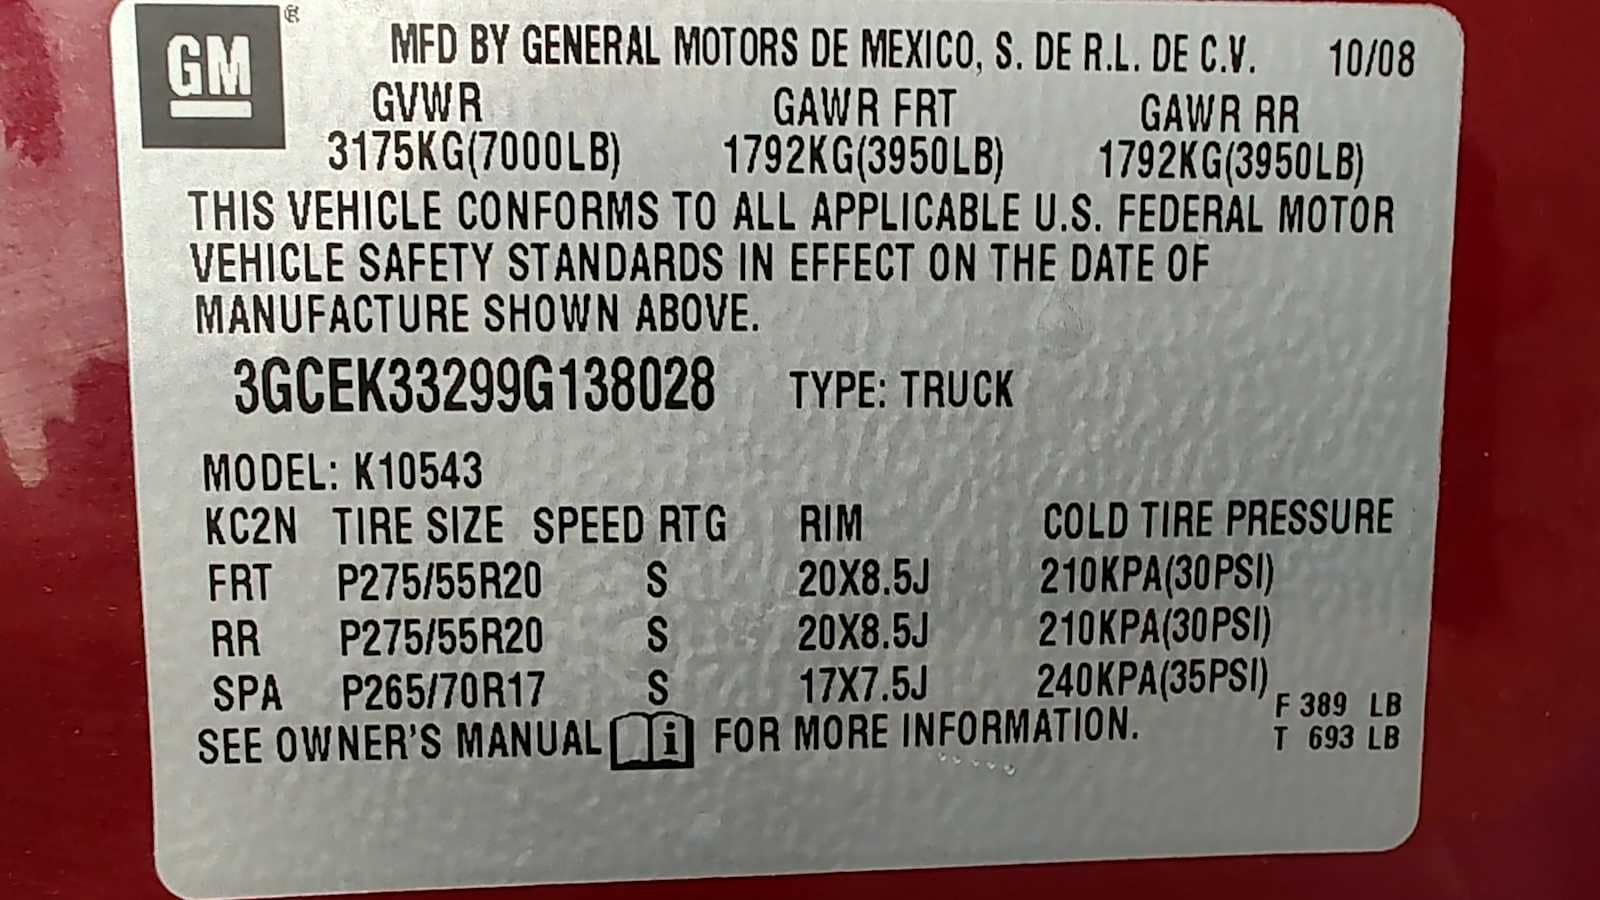 GM ®
MFD BY GENERAL MOTORS DE MEXICO, S. DE R.L. DE C.V. 10/08
GVWR GAWR FRT GAWR RR
3175KG(7000LB) 1792KG(3950LB) 1792KG(3950LB)
THIS VEHICLE CONFORMS TO ALL APPLICABLE U.S. FEDERAL MOTOR
VEHICLE SAFETY STANDARDS IN EFFECT ON THE DATE OF
MANUFACTURE SHOWN ABOVE.
3GCEK33299G138028 TYPE: TRUCK
MODEL: K10543
KC2N TIRE SIZE SPEED RTG RIM COLD TIRE PRESSURE
FRT P275/55R20 S 20X8.5J 210KPA(30PSI)
RR P275/55R20 S 20X8.5J 210KPA(30PSI)
SPA P265/70R17 S 17X7.5J 240KPA(35PSI)
F 389 LB
SEE OWNER'S MANUAL i FOR MORE INFORMATION. T 693 LB